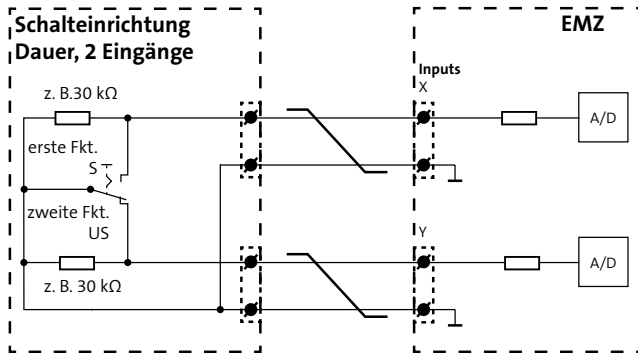 Schalteinrichtung
Dauer, 2 Eingänge
z. B.30 kΩ
erste Fkt.
S
zweite Fkt.
US
z. B. 30 kΩ
EMZ
Inputs
X
A/D
Y
A/D